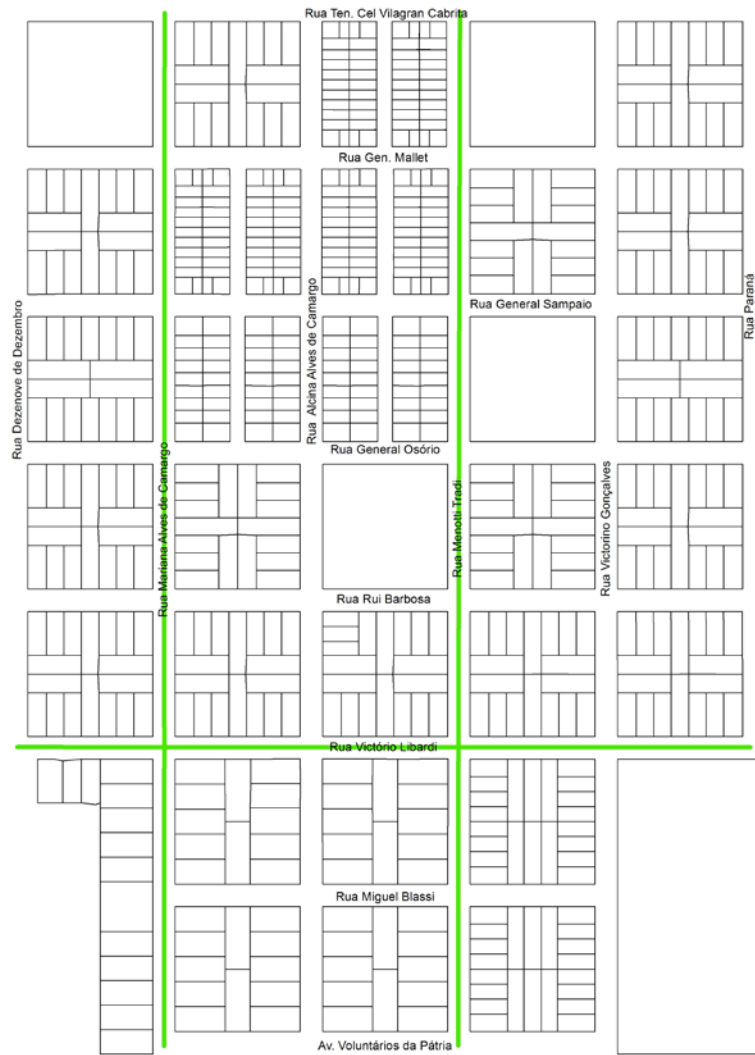 Rua Ten. Cel Vilagran Cabrita
Rua Gen. Mallet
Rua General Sampaio
Rua Paraná
Rua Dezenove de Dezembro
Rua Alcina Alves de Camargo
Rua General Osório
Rua Mariana Alves de Camargo
Rua Menotti Tradi
Rua Victorino Gonçalves
Rua Rui Barbosa
Rua Victório Libardi
Rua Miguel Blassi
Av. Voluntários da Pátria